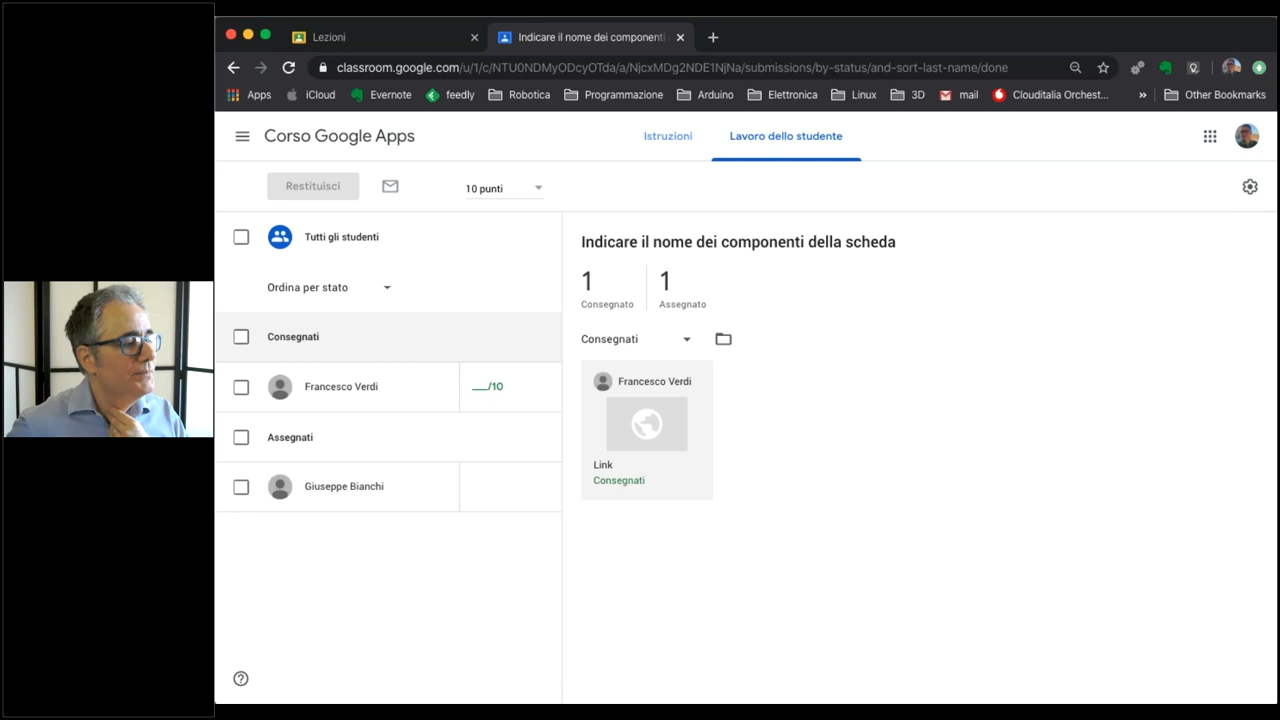 Lezioni
Indicare il nome dei componenti
classroom.google.com/u/1/c/NTU0NDMyODcyOTda/a/NjcxMDg2NDE1NjNa/submissions/by-status/and-sort-last-name/done
Apps iCloud Evernote feedly Robotica Programmazione Arduino Elettronica Linux 3D mail Clouditalia Orchest... » Other Bookmarks
Corso Google Apps
Istruzioni
Lavoro dello studente
Restituisci
10 punti
Tutti gli studenti
Ordina per stato
Consegnati
Francesco Verdi
__/10
Assegnati
Giuseppe Bianchi
Indicare il nome dei componenti della scheda
1 1
Consegnato Assegnato
Consegnati
Francesco Verdi
Link
Consegnati